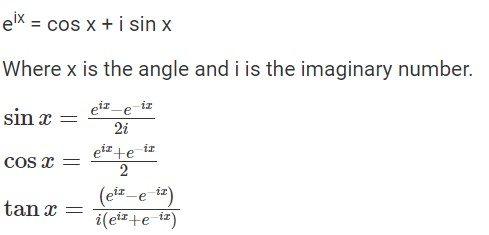 e^ix = cos x + i sin x
Where x is the angle and i is the imaginary number.
sin x = (e^{ix} − e^{−ix}) / 2i
cos x = (e^{ix} + e^{−ix}) / 2
tan x = (e^{ix} − e^{−ix}) / i(e^{ix} + e^{−ix})